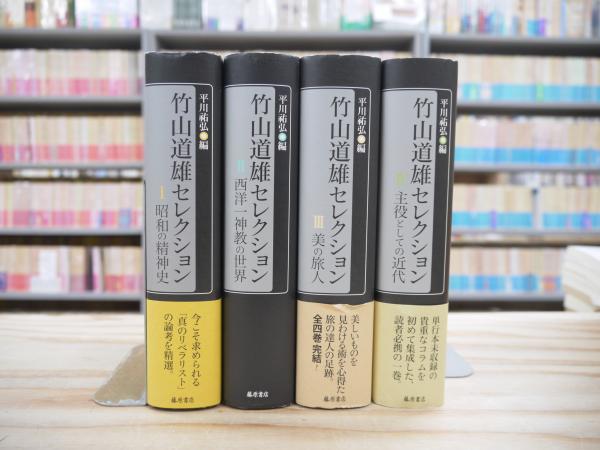 平川祐弘 編
竹山道雄セレクション
I 昭和の精神史
今こそ求められる
「真のリベラリスト」
の論考を精選。
藤原書店
平川祐弘 編
竹山道雄セレクション
II 西洋一神教の世界
藤原書店
平川祐弘 編
竹山道雄セレクション
III 美の旅人
美しいものを
見わける術を心得た
旅の達人の足跡。
全四巻完結!
藤原書店
平川祐弘 編
竹山道雄セレクション
IV 主役としての近代
単行本未収録の
貴重なコラムを
初めて集成した、
読者必携の一巻。
藤原書店